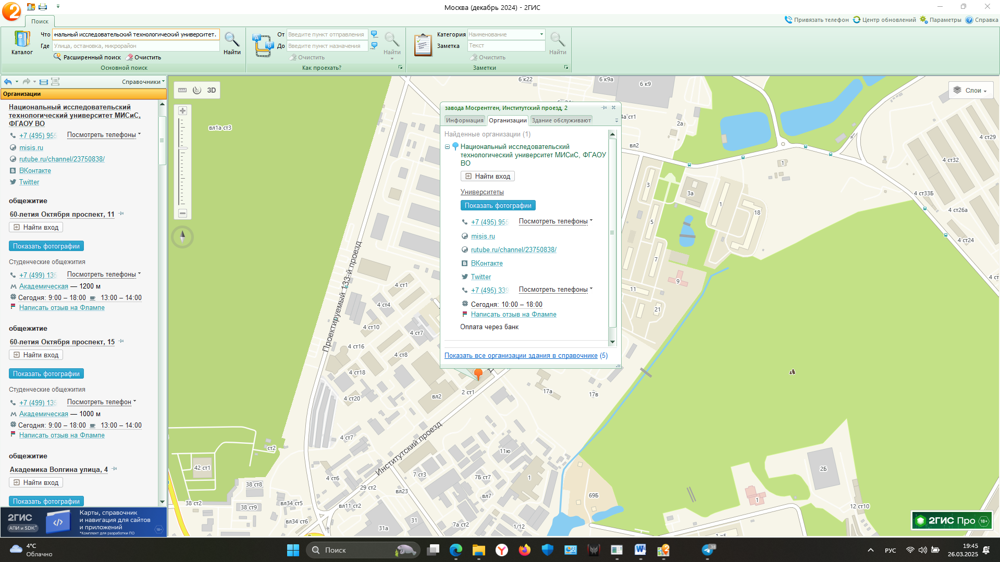 Москва (декабрь 2024) - 2ГИС
Поиск
Привязать телефон
Центр обновлений
Параметры
Справка
Каталог
Что
ональный исследовательский технологический университет.
Где
Улица, остановка, микрорайон
Расширенный поиск
Очистить
Найти
Основной поиск
От
Введите пункт отправления
До
Введите пункт назначения
Очистить
Найти
Как проехать?
Категория
Наименование
Заметка
Текст
Очистить
Найти
Заметки
Справочники
Организации
Национальный исследовательский
технологический университет МИСиС,
ФГАОУ ВО
+7 (495) 955
Посмотреть телефоны
misis.ru
rutube.ru/channel/23750838/
ВКонтакте
Twitter
общежитие
60-летия Октября проспект, 11
Найти вход
Показать фотографии
Студенческие общежития
+7 (499) 135
Посмотреть телефоны
Академическая — 1200 м
Сегодня: 9:00 – 18:00
13:00 – 14:00
Написать отзыв на Флампе
общежитие
60-летия Октября проспект, 15
Найти вход
Показать фотографии
Студенческие общежития
+7 (499) 135
Посмотреть телефон
Академическая — 1000 м
Сегодня: 9:00 – 18:00
13:00 – 14:00
Написать отзыв на Флампе
общежитие
Академика Волгина улица, 4
Найти вход
Показать фотографии
2ГИС
АПИ и SDK*
Карты, справочник
и навигация для сайтов
и приложений
*Комплект для разработки ПО
18+
3D
Слои
завода Мосрентген, Институтский проезд, 2
Информация
Организации
Здание обслуживают
Найденные организации (1)
Национальный исследовательский
технологический университет МИСиС, ФГАОУ
ВО
Найти вход
Университеты
Показать фотографии
+7 (495) 955
Посмотреть телефоны
misis.ru
rutube.ru/channel/23750838/
ВКонтакте
Twitter
+7 (495) 339
Посмотреть телефоны
Сегодня: 10:00 – 18:00
Написать отзыв на Флампе
Оплата через банк
Показать все организации здания в справочнике (5)
6 к22
6 к9а
6 к9
вл1а ст3
4а ст1
2а
вл2
4 ст29
4 ст32
1
3
3а
1
18
4 ст33Б
4 ст26а
5
7
4 ст24
9
11
21
Проектируемый 133-й проезд
4 ст1
4 ст4
4 ст10
4 ст7
4 ст16
4 ст8
4 ст18
2 ст1
вл2
4 ст20
17а
17в
4 ст7
ст2
Институтский проезд
11ю
42 ст1
7 ст3
7Б ст7
1
4 ст6
38 ст8
29 ст2
вл23
вл7
69Б
2Б
1
38 ст2
38 ст9
вл34 ст5
вл11 ст2
12 ст10
вл34 ст6
31
31а
7а ст2
1/12
1 к5
2ГИС Про
18+
4°C
Облачно
Поиск
38
РУС
19:45
26.03.2025